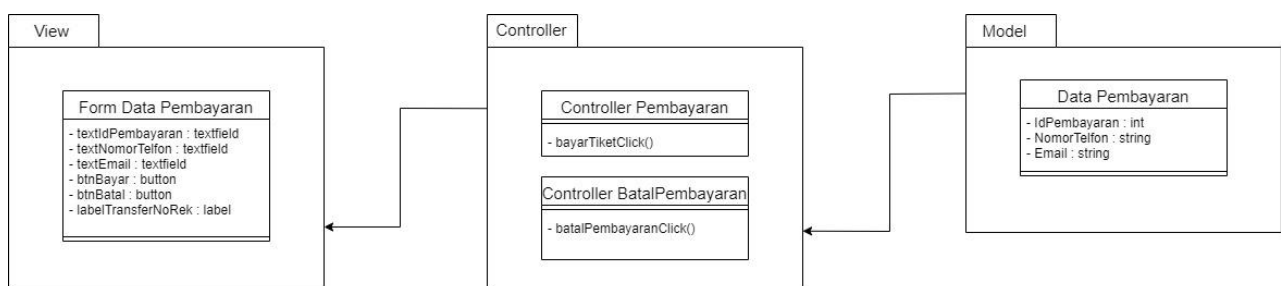 View
Form Data Pembayaran
- textIdPembayaran : textfield
- textNomorTelfon : textfield
- textEmail : textfield
- btnBayar : button
- btnBatal : button
- labelTransferNoRek : label
Controller
Controller Pembayaran
- bayarTiketClick()
Controller BatalPembayaran
- batalPembayaranClick()
Model
Data Pembayaran
- IdPembayaran : int
- NomorTelfon : string
- Email : string